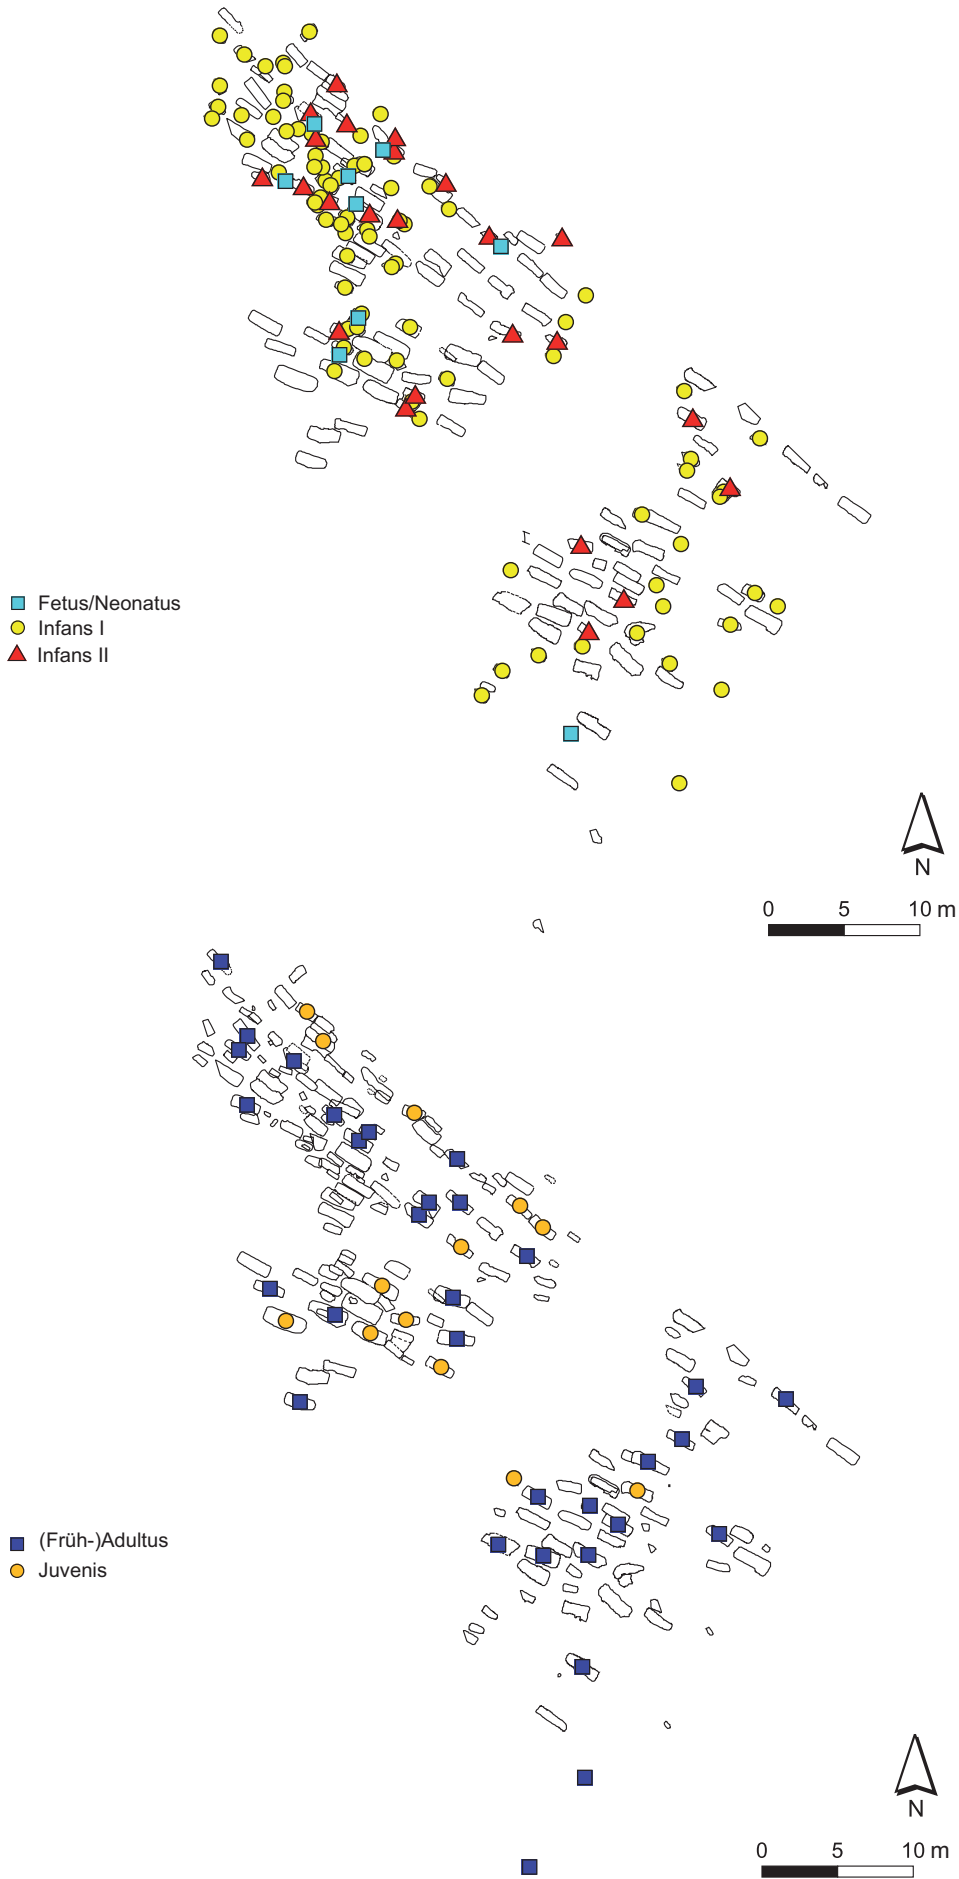 Fetus/Neonatus
Infans I
Infans II
N
0 5 10 m
(Früh-)Adultus
Juvenis
N
0 5 10 m